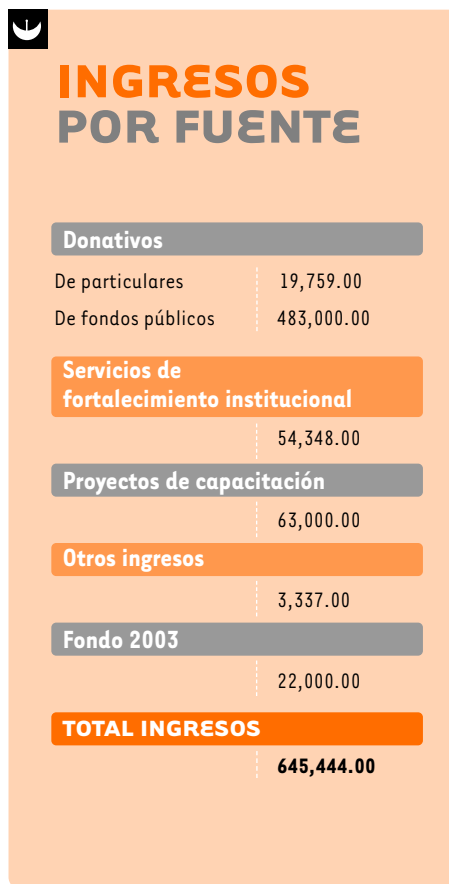 INGRESOS
POR FUENTE
Donativos
De particulares 19,759.00
De fondos públicos 483,000.00
Servicios de
fortalecimiento institucional
54,348.00
Proyectos de capacitación
63,000.00
Otros ingresos
3,337.00
Fondo 2003
22,000.00
TOTAL INGRESOS
645,444.00